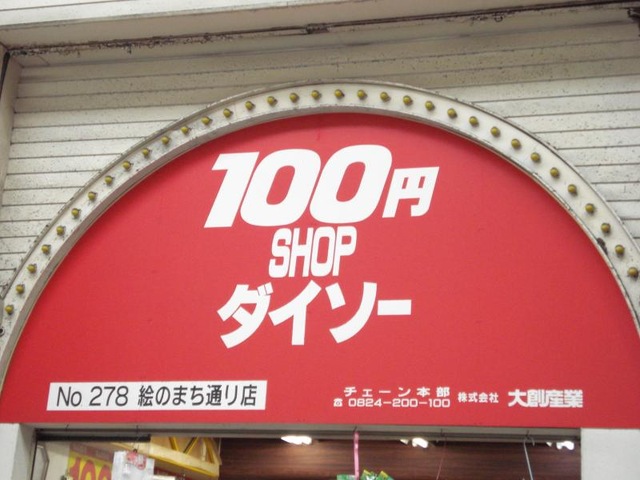 100円
SHOP
ダイソー
No 278 絵のまち通り店
チェーン本部
☎ 0824-200-100 株式会社 大創産業
100